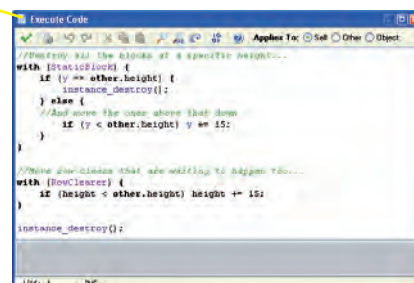 Execute Code
Applies To: Self Other Object
//Destroy all the blocks at a specific height...
with (StaticBlock) {
if (y == other.height) {
instance_destroy();
} else {
//And move the ones above that down
if (y < other.height) y += 15;
}
}
//Move row clears that are waiting to happen too...
with (RowClearer) {
if (height < other.height) height += 15;
}
instance_destroy();